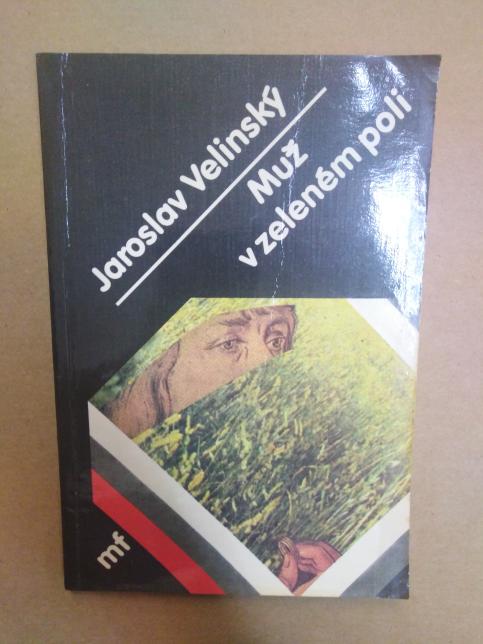 Jaroslav Velinský
Muž
v zeleném poli
mf